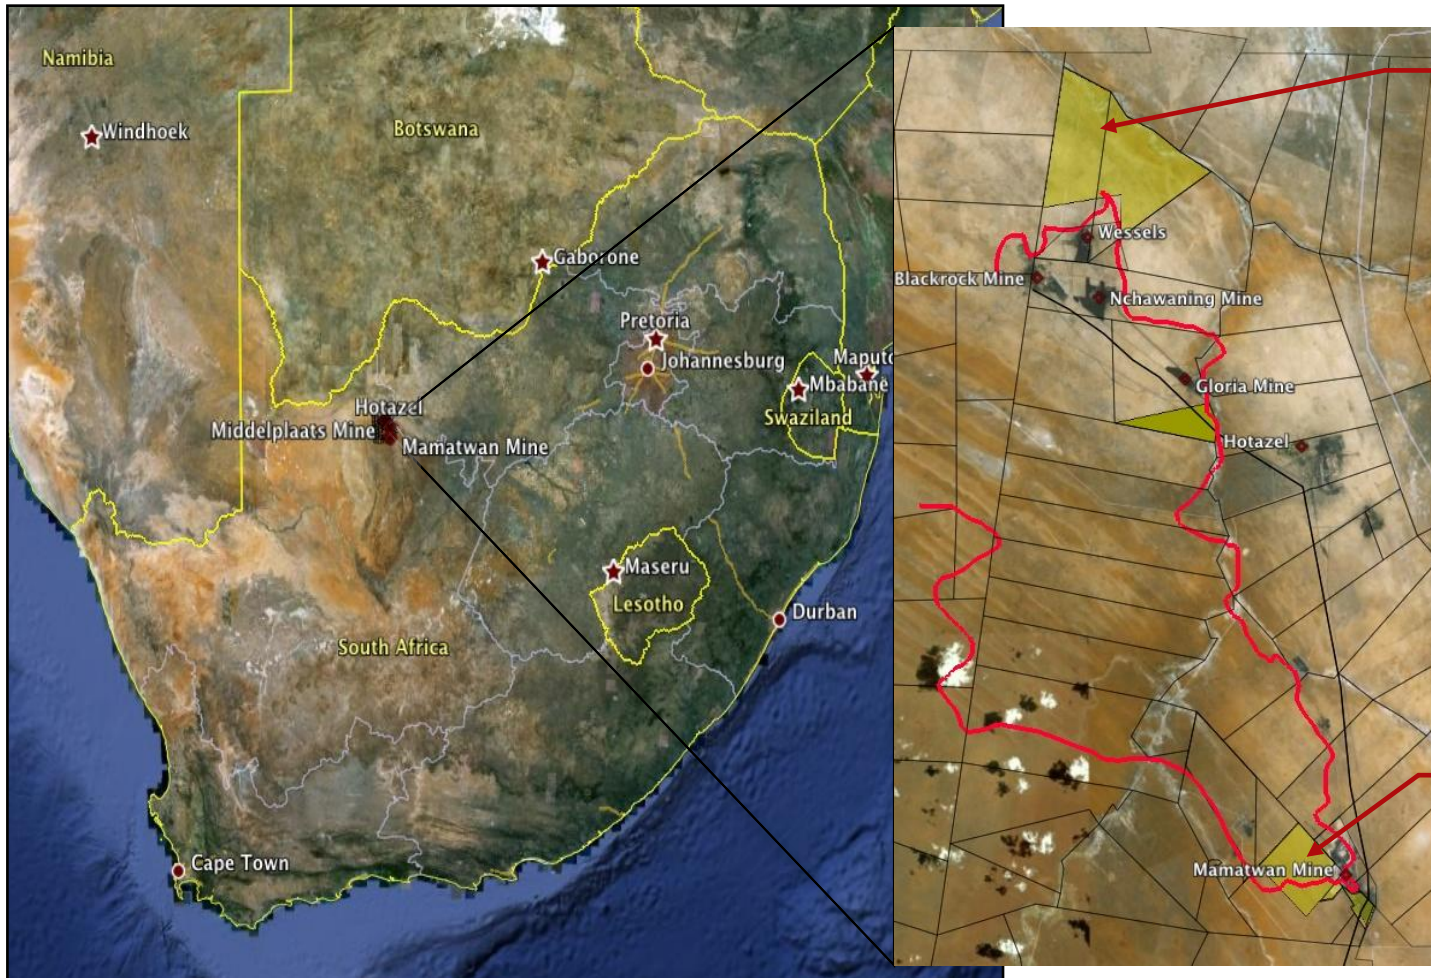 Namibia
Windhoek
Botswana
Gaborone
Pretoria
Johannesburg
Maputo
Mbabane
Swaziland
Hotazel
Middelplaats Mine
Mamatwan Mine
Maseru
Lesotho
Durban
South Africa
Cape Town
Wessels
Blackrock Mine
Nchawaning Mine
Gloria Mine
Hotazel
Mamatwan Mine